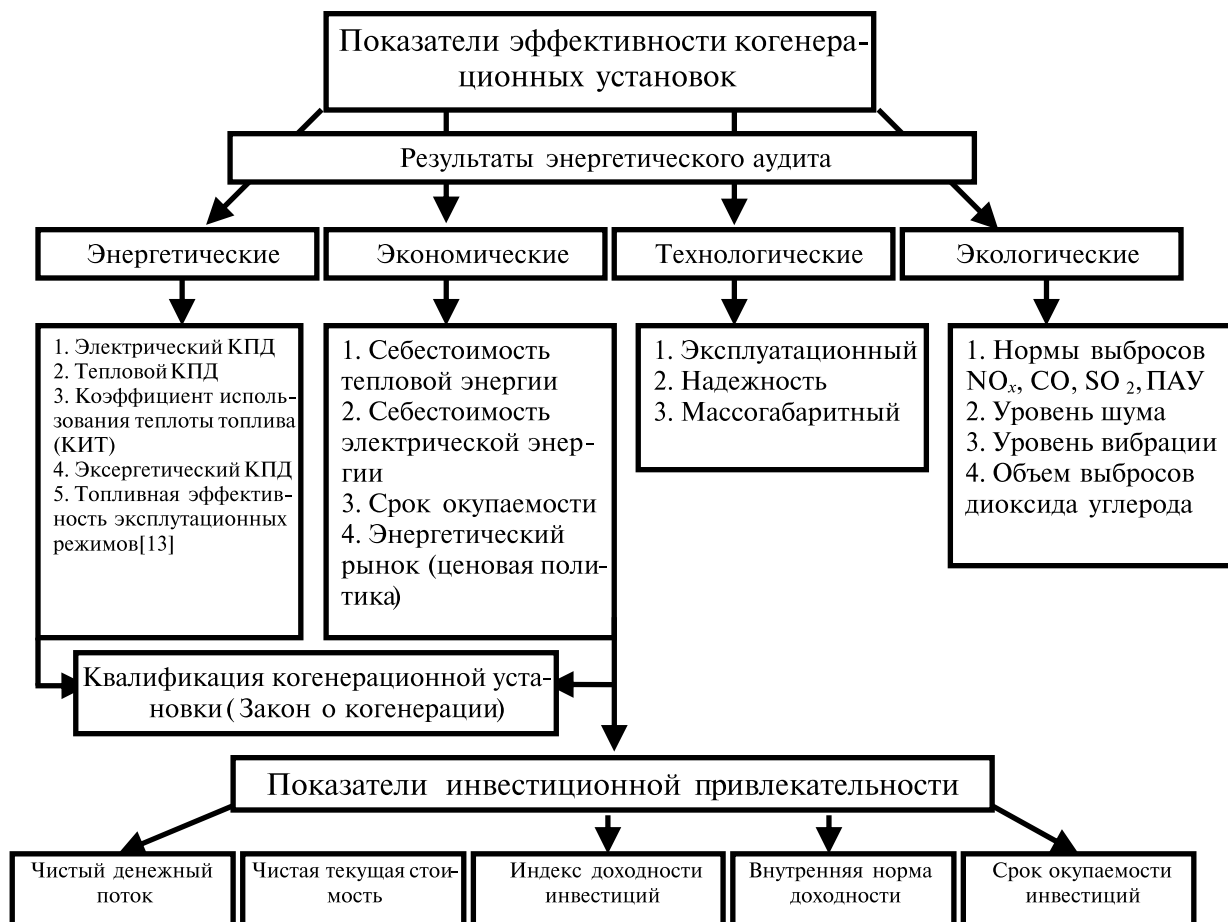 Показатели эффективности когенера-
ционных установок
Результаты энергетического аудита
Энергетические
Экономические
Технологические
Экологические
1. Электрический КПД
2. Тепловой КПД
3. Коэффициент исполь-
зования теплоты топлива
(КИТ)
4. Эксергетический КПД
5. Топливная эффектив-
ность эксплутационных
режимов[13]
1. Себестоимость
тепловой энергии
2. Себестоимость
электрической энер-
гии
3. Срок окупаемости
4. Энергетический
рынок (ценовая поли-
тика)
1. Эксплуатационный
2. Надежность
3. Массогабаритный
1. Нормы выбросов
NOx, CO, SO 2, ПАУ
2. Уровень шума
3. Уровень вибрации
4. Объем выбросов
диоксида углерода
Квалификация когенерационной уста-
новки ( Закон о когенерации)
Показатели инвестиционной привлекательности
Чистый денежный
поток
Чистая текущая стои-
мость
Индекс доходности
инвестиций
Внутренняя норма
доходности
Срок окупаемости
инвестиций